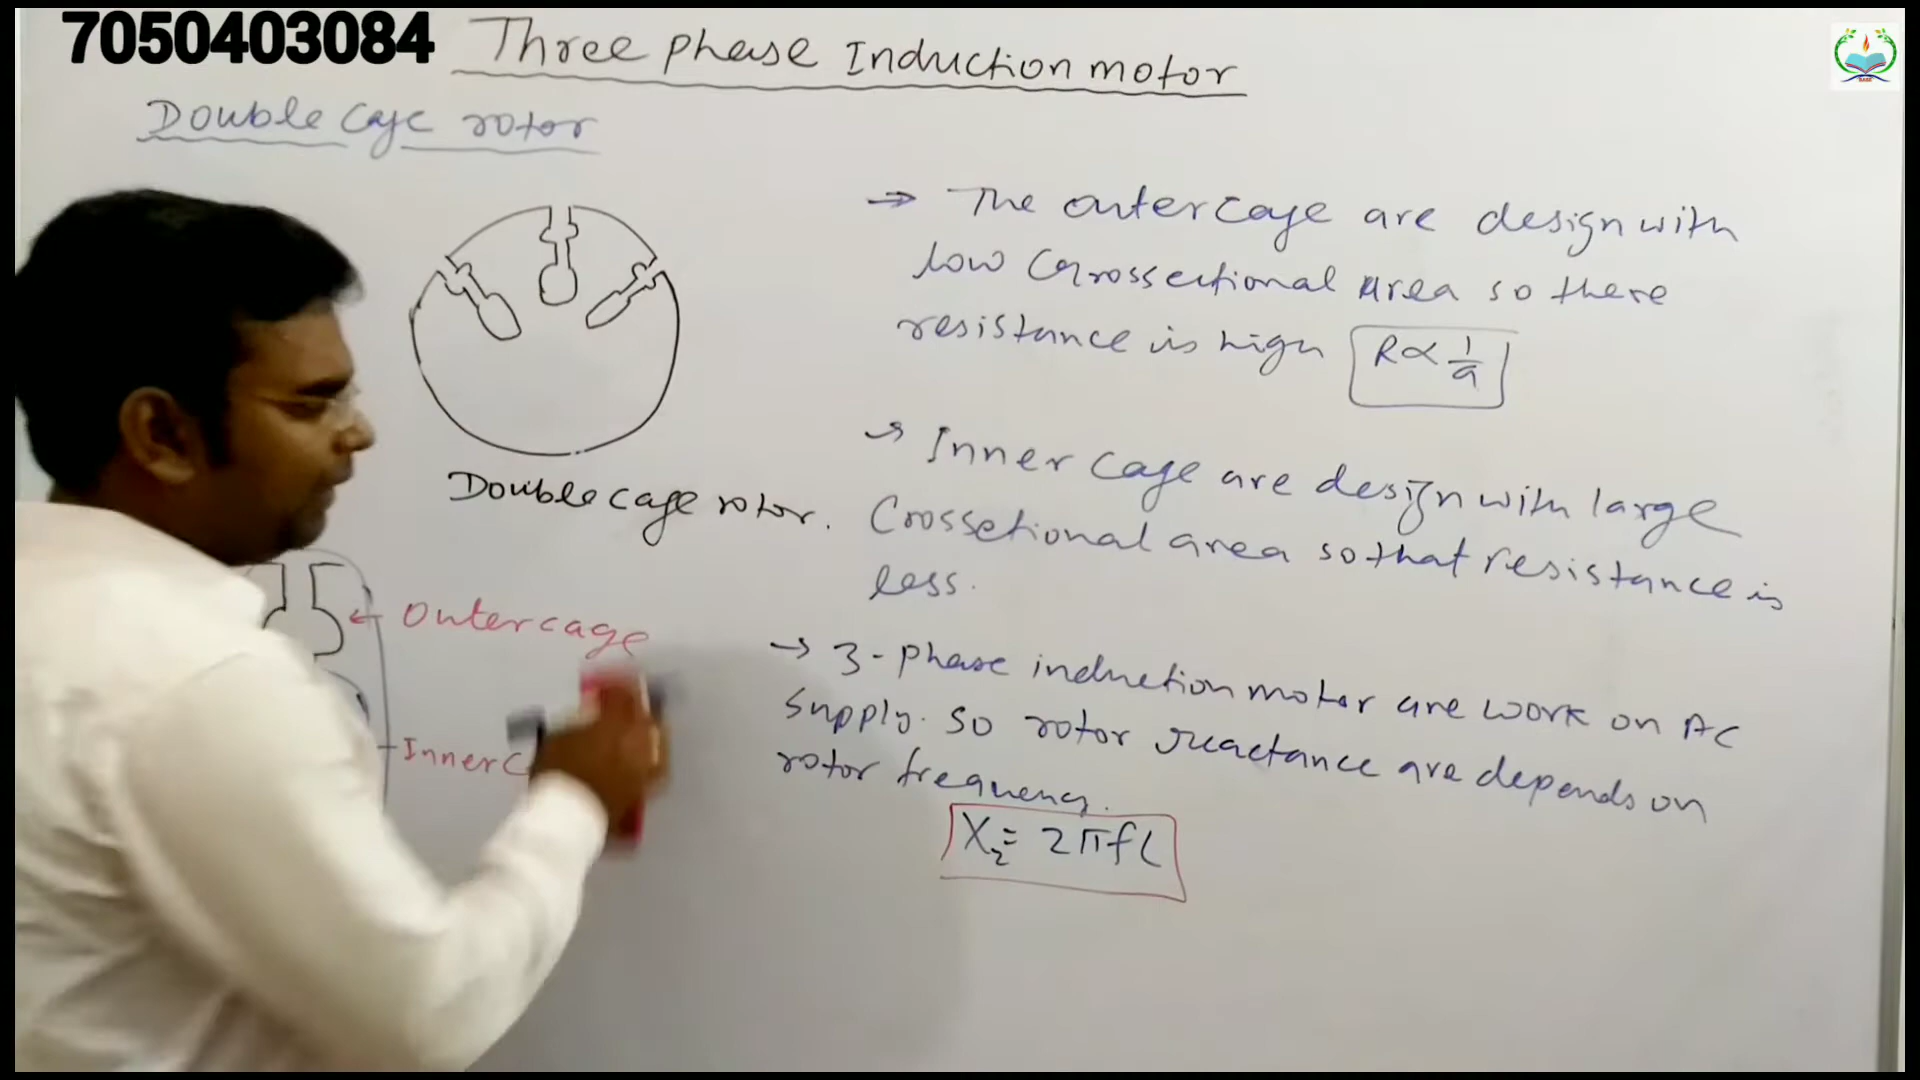 7050403084 Three phase Induction motor
Double cage rotor
→ The outer cage are design with
low Crossectional Area so there
resistance is high R∝ 1/a
Double cage rotor.
→ Inner cage are design with large
Crossetional area so that resistance is
less.
← Outer cage
Inner c
→ 3-phase induction motor are work on AC
supply. So rotor reactance are depends on
rotor frequency.
X₂ = 2πfL